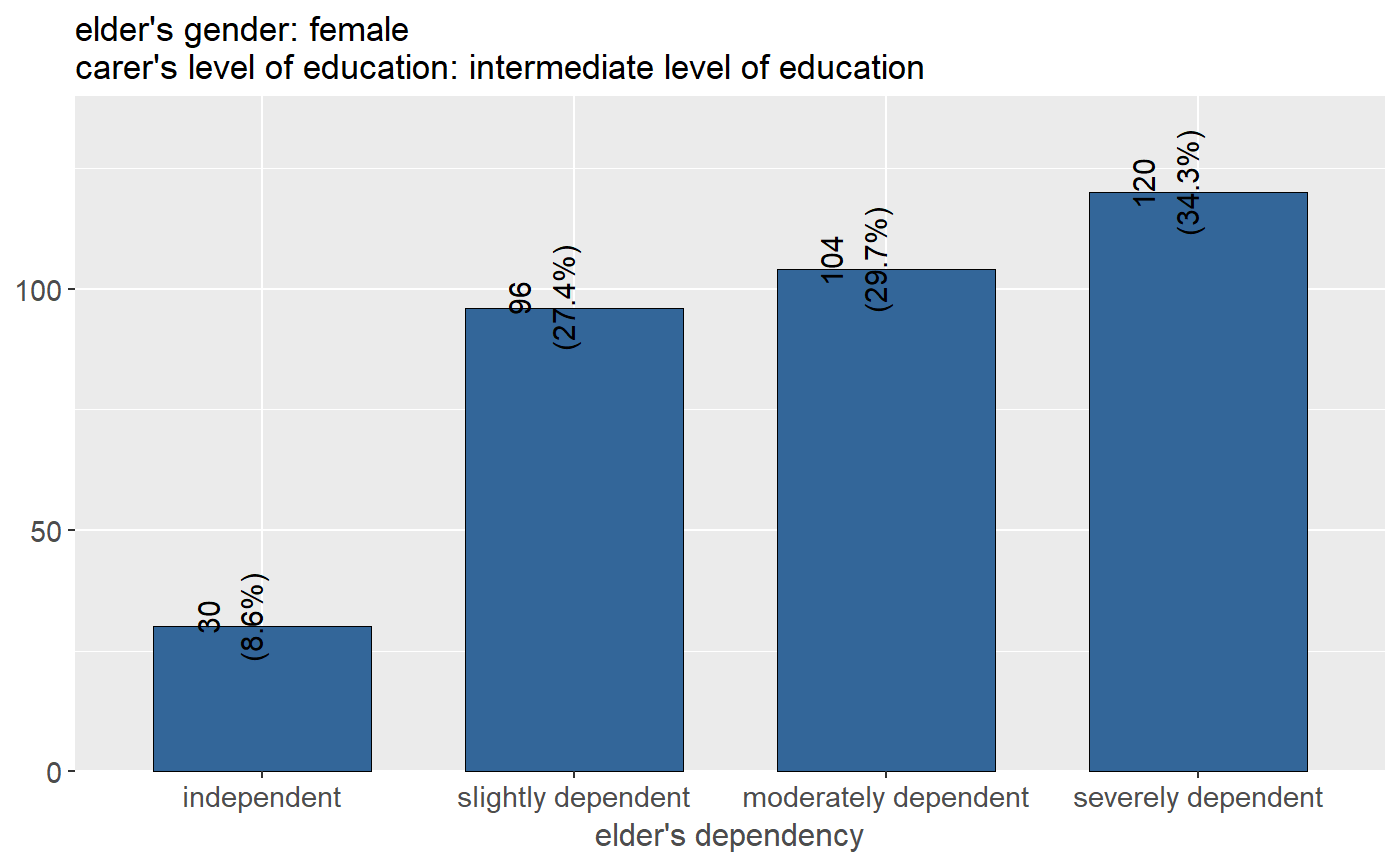 elder's gender: female
carer's level of education: intermediate level of education
100
50
0
30
(8.6%)
96
(27.4%)
104
(29.7%)
120
(34.3%)
independent
slightly dependent
moderately dependent
severely dependent
elder's dependency